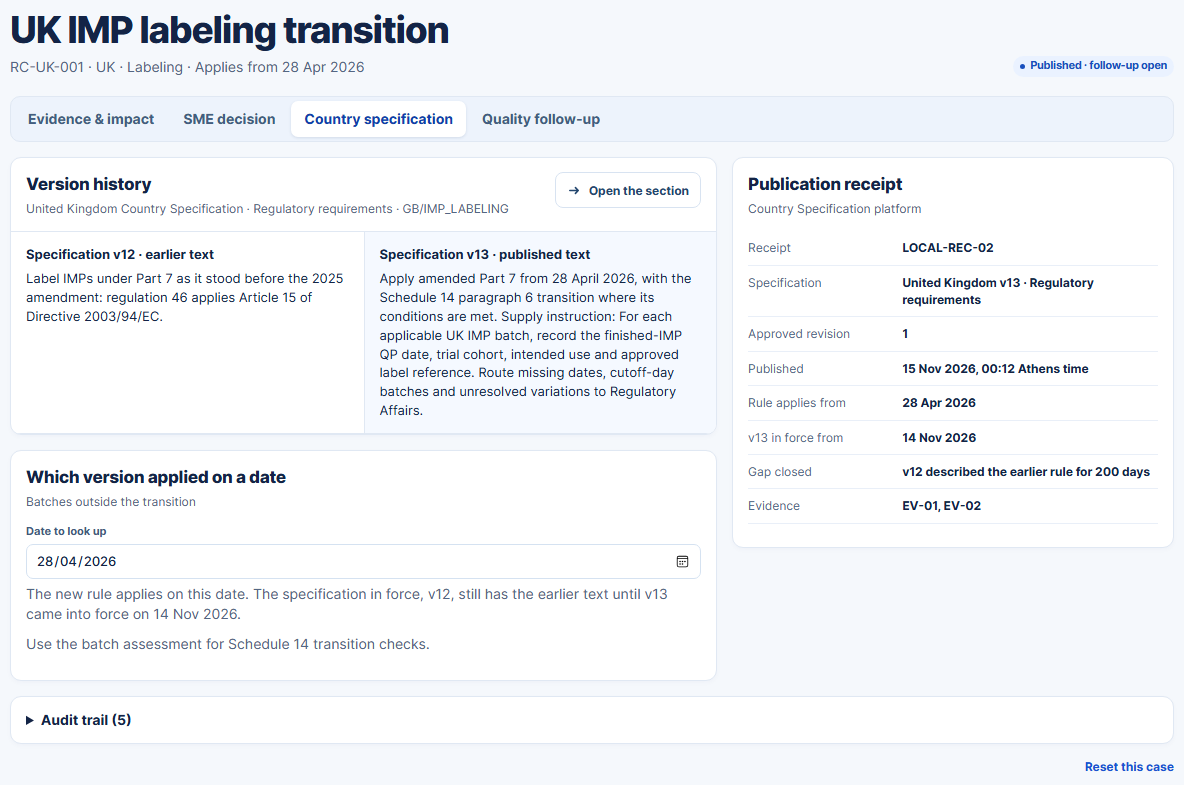 UK IMP labeling transition
RC-UK-001 · UK · Labeling · Applies from 28 Apr 2026
Published · follow-up open
Evidence & impact
SME decision
Country specification
Quality follow-up
Version history
United Kingdom Country Specification · Regulatory requirements · GB/IMP_LABELING
→ Open the section
Specification v12 · earlier text
Label IMPs under Part 7 as it stood before the 2025
amendment: regulation 46 applies Article 15 of
Directive 2003/94/EC.
Specification v13 · published text
Apply amended Part 7 from 28 April 2026, with the
Schedule 14 paragraph 6 transition where its
conditions are met. Supply instruction: For each
applicable UK IMP batch, record the finished-IMP
QP date, trial cohort, intended use and approved
label reference. Route missing dates, cutoff-day
batches and unresolved variations to Regulatory
Affairs.
Which version applied on a date
Batches outside the transition
Date to look up
28/04/2026
The new rule applies on this date. The specification in force, v12, still has the earlier text until v13
came into force on 14 Nov 2026.
Use the batch assessment for Schedule 14 transition checks.
Publication receipt
Country Specification platform
Receipt LOCAL-REC-02
Specification United Kingdom v13 · Regulatory
requirements
Approved revision 1
Published 15 Nov 2026, 00:12 Athens time
Rule applies from 28 Apr 2026
v13 in force from 14 Nov 2026
Gap closed v12 described the earlier rule for 200 days
Evidence EV-01, EV-02
Audit trail (5)
Reset this case